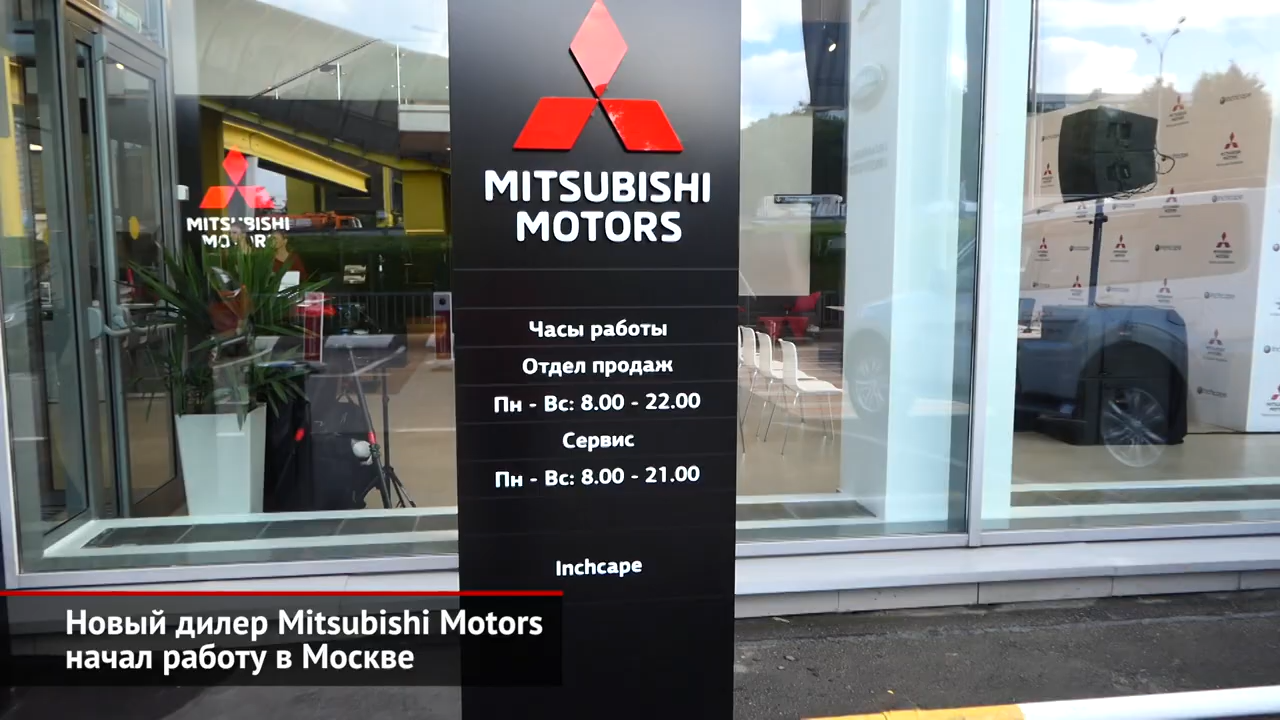 MITSUBISHI
MOTORS
Часы работы
Отдел продаж
Пн - Вс: 8.00 - 22.00
Сервис
Пн - Вс: 8.00 - 21.00
Inchcape
MITSUBISHI
MOTORS
Новый дилер Mitsubishi Motors
начал работу в Москве